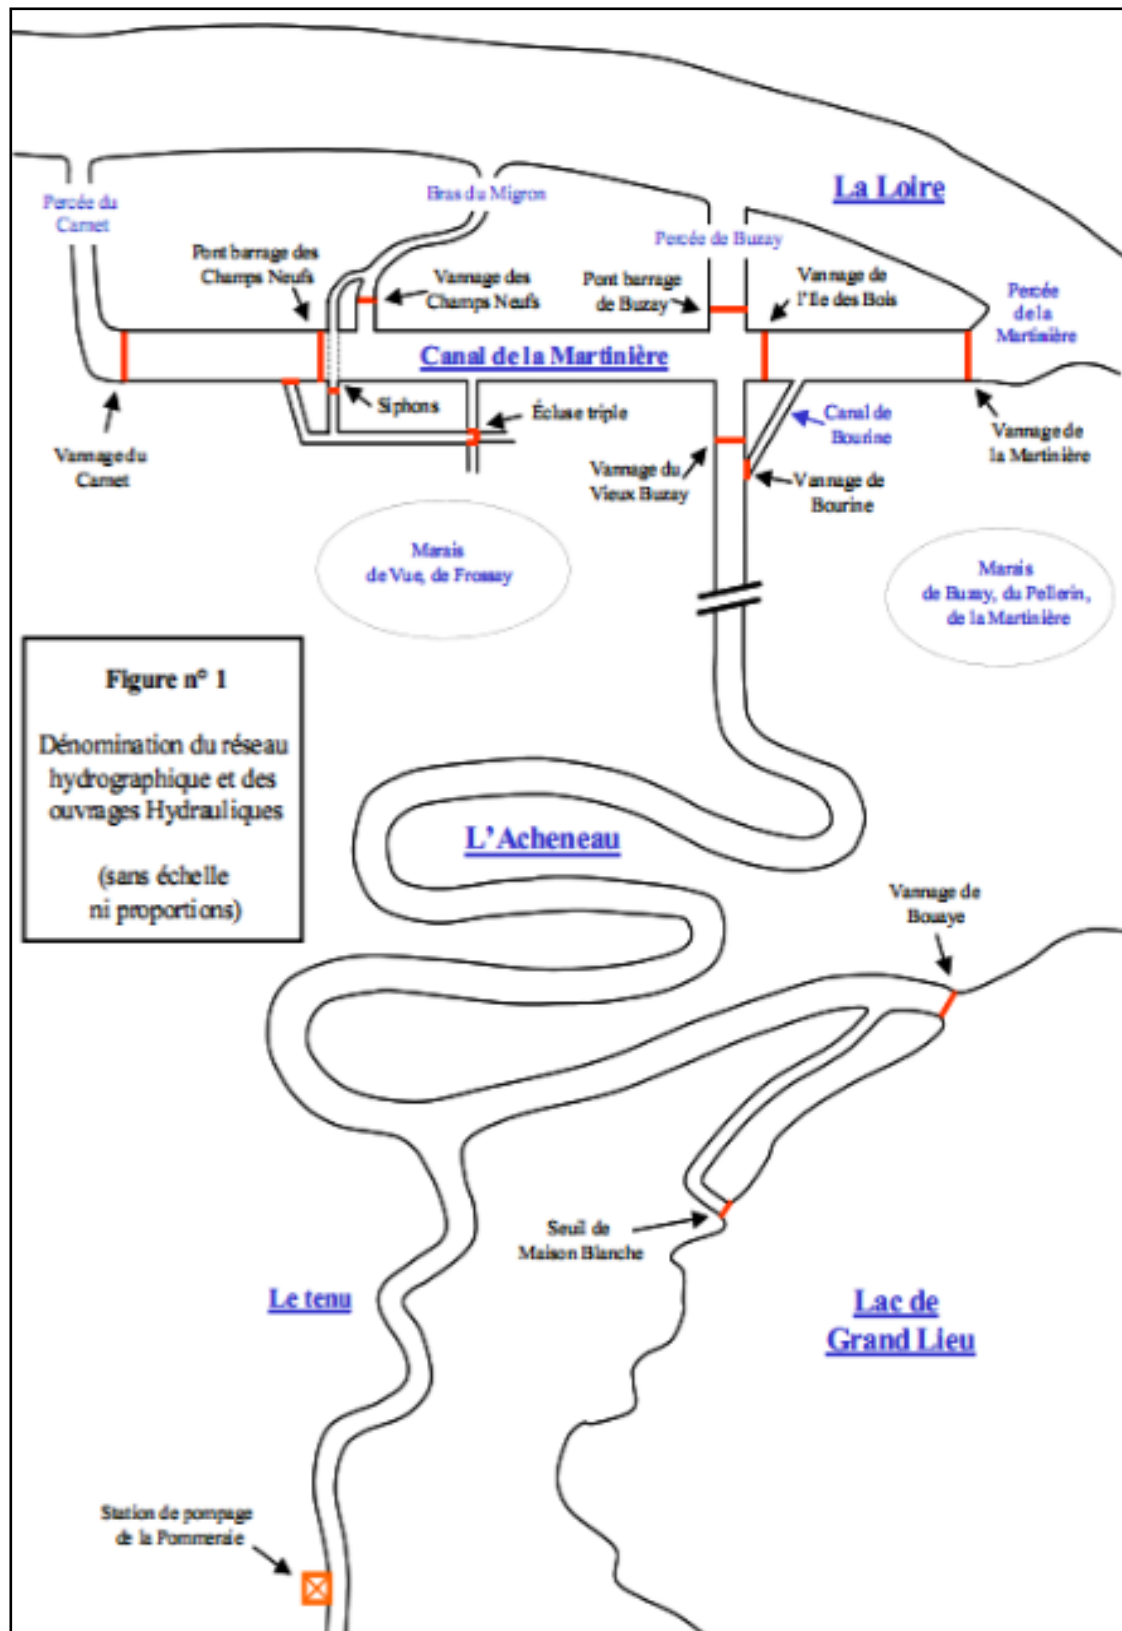 La Loire
Percée du
Carnet
Bras du Migron
Percée de Buzay
Percée
de la
Martinière
Pont barrage des
Champs Neufs
Vannage des
Champs Neufs
Pont barrage
de Buzay
Vannage de
l'Ile des Bois
Canal de la Martinière
Siphons
Écluse triple
Canal de
Bourine
Vannage du
Carnet
Vannage du
Vieux Buzay
Vannage de
Bourine
Vannage de
la Martinière
Marais
de Vue, de Frossay
Marais
de Buzay, du Pellerin,
de la Martinière
Figure n° 1
Dénomination du réseau
hydrographique et des
ouvrages Hydrauliques
(sans échelle
ni proportions)
L'Acheneau
Vannage de
Bouaye
Seuil de
Maison Blanche
Le tenu
Lac de
Grand Lieu
Station de pompage
de la Pommeraie